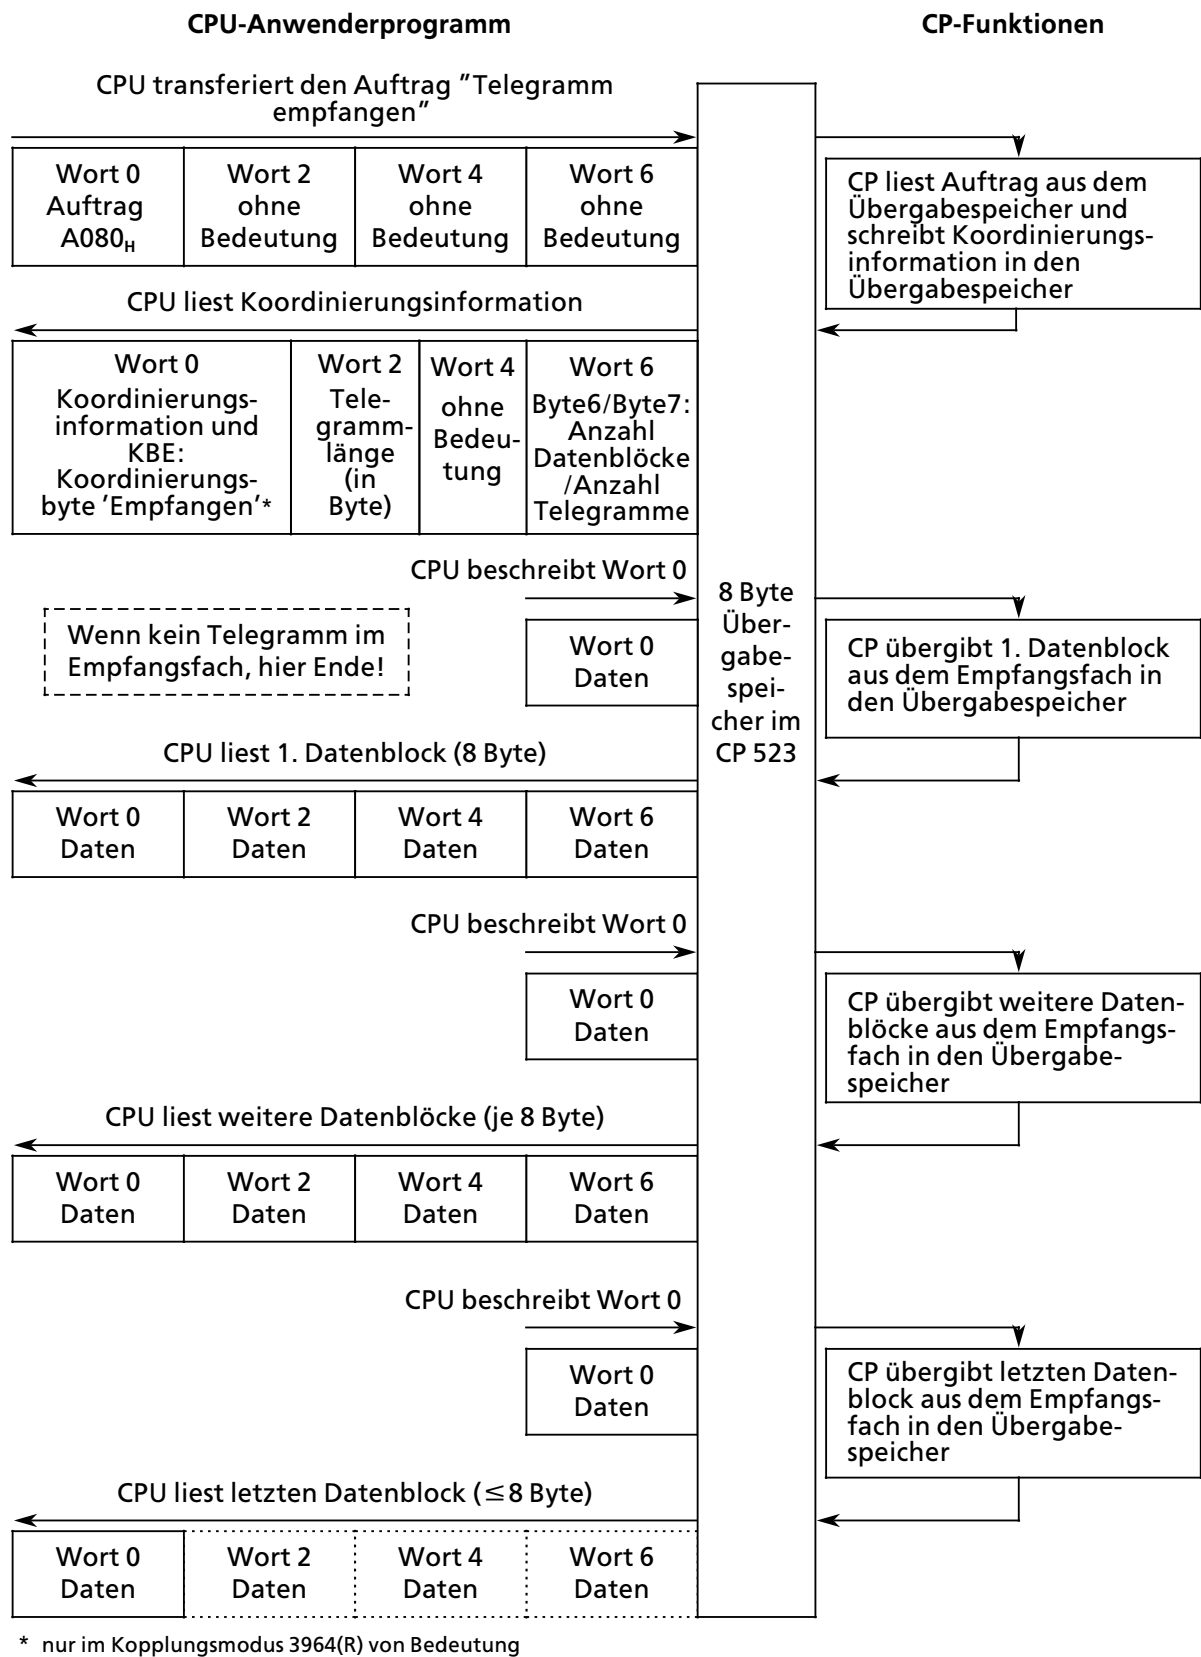 CPU-Anwenderprogramm
CP-Funktionen
CPU transferiert den Auftrag "Telegramm
empfangen"
Wort 0
Auftrag
A080H
Wort 2
ohne
Bedeutung
Wort 4
ohne
Bedeutung
Wort 6
ohne
Bedeutung
CP liest Auftrag aus dem
Übergabespeicher und
schreibt Koordinierungs-
information in den
Übergabespeicher
CPU liest Koordinierungsinformation
Wort 0
Koordinierungs-
information und
KBE:
Koordinierungs-
byte 'Empfangen'*
Wort 2
Tele-
gramm-
länge
(in
Byte)
Wort 4
ohne
Bedeu-
tung
Wort 6
Byte6/Byte7:
Anzahl
Datenblöcke
/Anzahl
Telegramme
CPU beschreibt Wort 0
Wenn kein Telegramm im
Empfangsfach, hier Ende!
Wort 0
Daten
8 Byte
Über-
gabe-
spei-
cher im
CP 523
CP übergibt 1. Datenblock
aus dem Empfangsfach in
den Übergabespeicher
CPU liest 1. Datenblock (8 Byte)
Wort 0
Daten
Wort 2
Daten
Wort 4
Daten
Wort 6
Daten
CPU beschreibt Wort 0
Wort 0
Daten
CP übergibt weitere Daten-
blöcke aus dem Empfangs-
fach in den Übergabe-
speicher
CPU liest weitere Datenblöcke (je 8 Byte)
Wort 0
Daten
Wort 2
Daten
Wort 4
Daten
Wort 6
Daten
CPU beschreibt Wort 0
Wort 0
Daten
CP übergibt letzten Daten-
block aus dem Empfangs-
fach in den Übergabe-
speicher
CPU liest letzten Datenblock (≤8 Byte)
Wort 0
Daten
Wort 2
Daten
Wort 4
Daten
Wort 6
Daten
* nur im Kopplungsmodus 3964(R) von Bedeutung